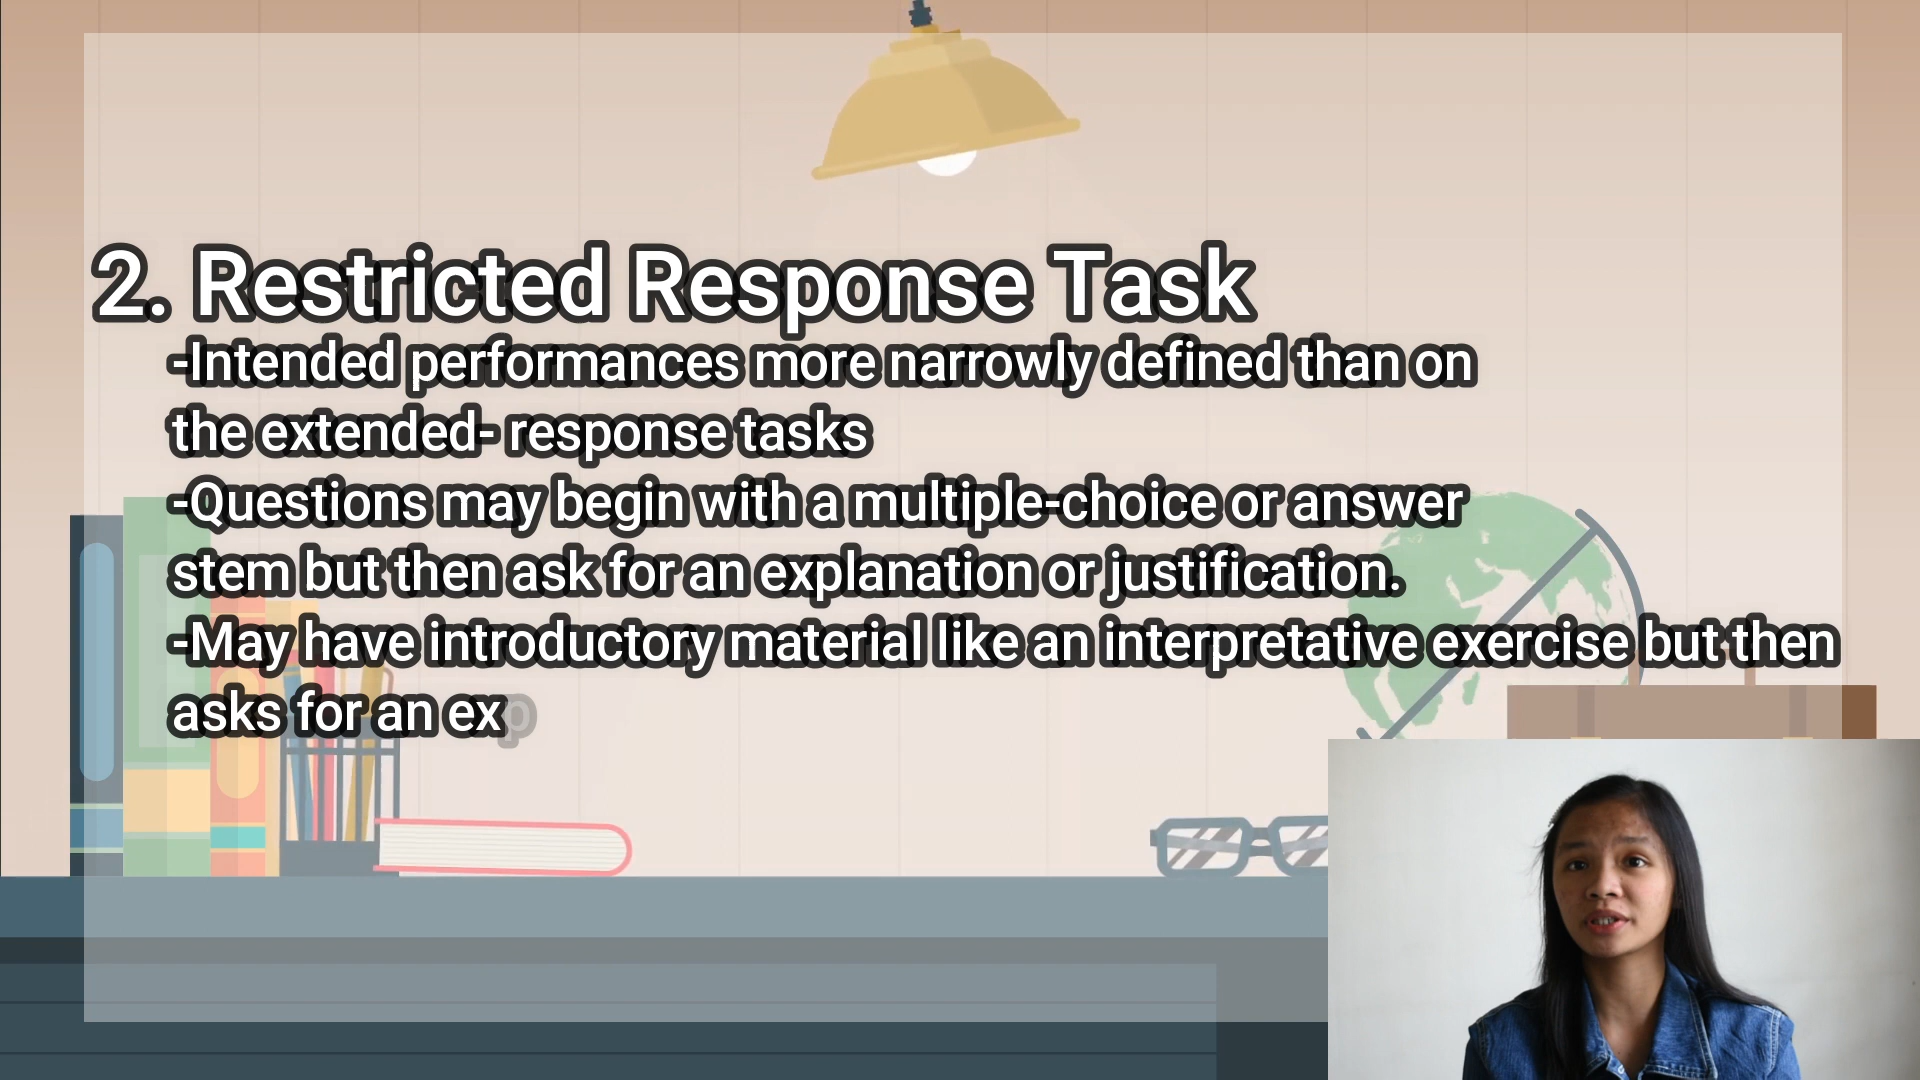 2. Restricted Response Task
-Intended performances more narrowly defined than on
the extended- response tasks
-Questions may begin with a multiple-choice or answer
stem but then ask for an explanation or justification.
-May have introductory material like an interpretative exercise but then
asks for an exp